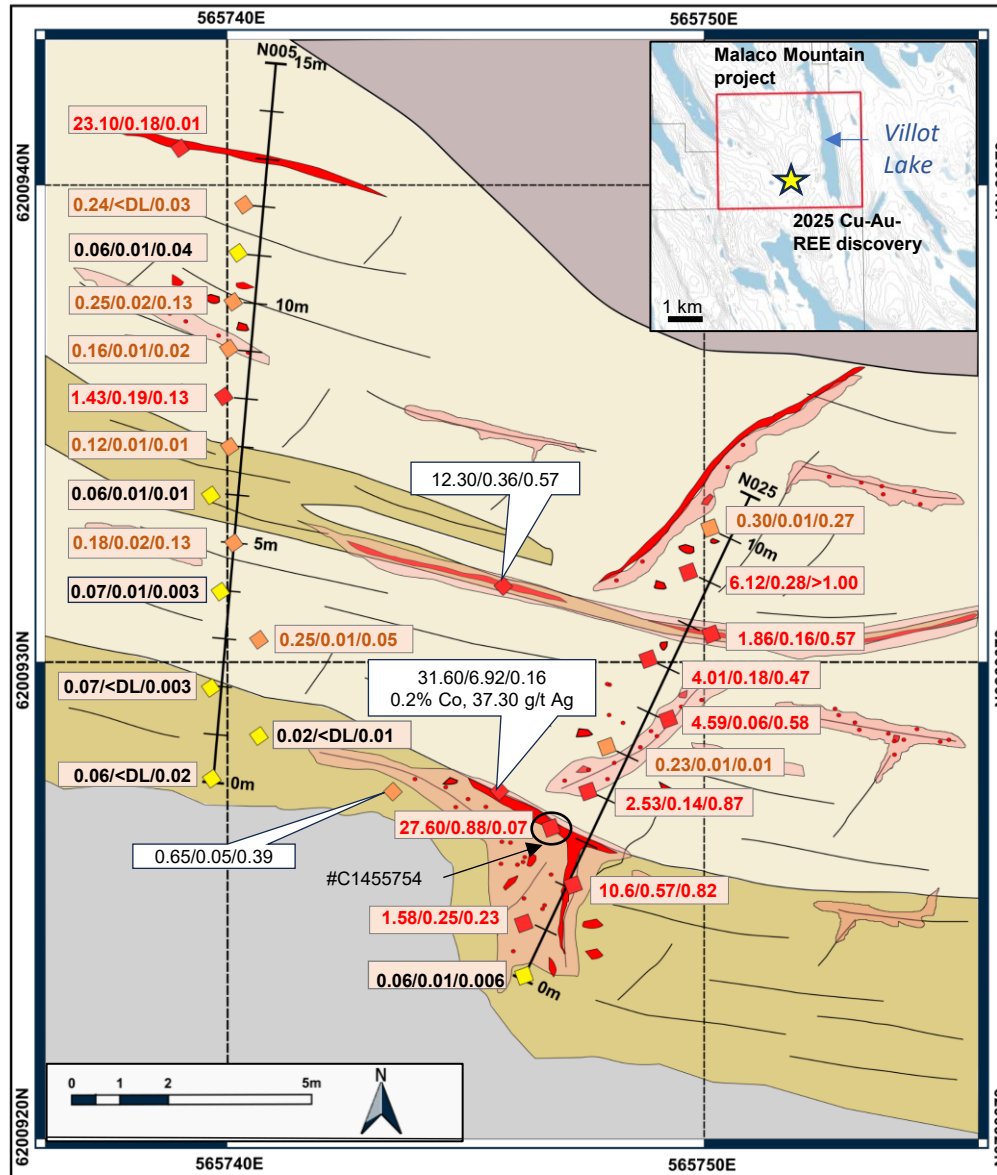 565740E
565750E
N005
15m
Malaco Mountain
project
Villot
Lake
2025 Cu-Au-
REE discovery
1 km
23.10/0.18/0.01
6200940N
0.24/<DL/0.03
0.06/0.01/0.04
0.25/0.02/0.13
10m
0.16/0.01/0.02
1.43/0.19/0.13
0.12/0.01/0.01
12.30/0.36/0.57
N025
0.06/0.01/0.01
0.30/0.01/0.27
0.18/0.02/0.13
5m
10m
0.07/0.01/0.003
6.12/0.28/>1.00
0.25/0.01/0.05
1.86/0.16/0.57
6200930N
31.60/6.92/0.16
0.2% Co, 37.30 g/t Ag
4.01/0.18/0.47
0.07/<DL/0.003
4.59/0.06/0.58
0.02/<DL/0.01
0.23/0.01/0.01
0.06/<DL/0.02
0m
2.53/0.14/0.87
27.60/0.88/0.07
0.65/0.05/0.39
#C1455754
10.6/0.57/0.82
1.58/0.25/0.23
0.06/0.01/0.006
0m
0 1 2 5m
N
6200920N
565740E
565750E